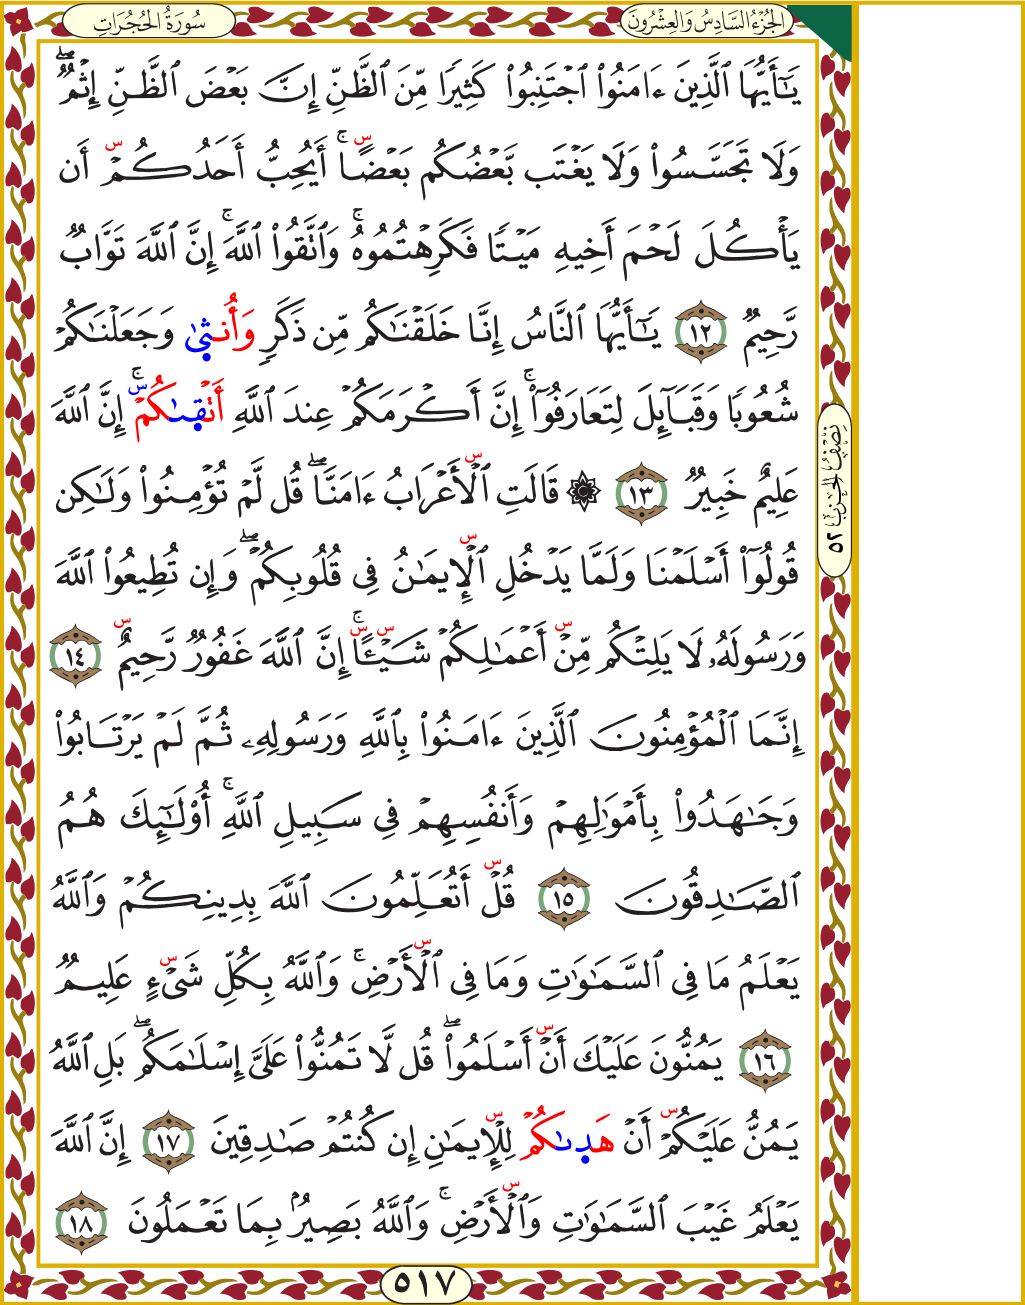 الجُزْءُ السَّادِسُ وَالعِشْرُونَ
سُورَةُ الحُجُرَاتِ
يَٰٓأَيُّهَا ٱلَّذِينَ ءَامَنُوا۟ ٱجْتَنِبُوا۟ كَثِيرًا مِّنَ ٱلظَّنِّ إِنَّ بَعْضَ ٱلظَّنِّ إِثْمٌ ۖ
وَلَا تَجَسَّسُوا۟ وَلَا يَغْتَب بَّعْضُكُم بَعْضًا ۚ أَيُحِبُّ أَحَدُكُمْ أَن
يَأْكُلَ لَحْمَ أَخِيهِ مَيْتًا فَكَرِهْتُمُوهُ ۚ وَٱتَّقُوا۟ ٱللَّهَ ۚ إِنَّ ٱللَّهَ تَوَّابٌ
رَّحِيمٌ ١٢ يَٰٓأَيُّهَا ٱلنَّاسُ إِنَّا خَلَقْنَٰكُم مِّن ذَكَرٍ وَأُنثَىٰ وَجَعَلْنَٰكُمْ
شُعُوبًا وَقَبَآئِلَ لِتَعَارَفُوٓا۟ ۚ إِنَّ أَكْرَمَكُمْ عِندَ ٱللَّهِ أَتْقَىٰكُمْ ۚ إِنَّ ٱللَّهَ
عَلِيمٌ خَبِيرٌ ١٣ ۞ قَالَتِ ٱلْأَعْرَابُ ءَامَنَّا ۖ قُل لَّمْ تُؤْمِنُوا۟ وَلَٰكِن
قُولُوٓا۟ أَسْلَمْنَا وَلَمَّا يَدْخُلِ ٱلْإِيمَٰنُ فِى قُلُوبِكُمْ ۖ وَإِن تُطِيعُوا۟ ٱللَّهَ
وَرَسُولَهُۥ لَا يَلِتْكُم مِّنْ أَعْمَٰلِكُمْ شَيْـًٔا ۚ إِنَّ ٱللَّهَ غَفُورٌ رَّحِيمٌ ١٤
إِنَّمَا ٱلْمُؤْمِنُونَ ٱلَّذِينَ ءَامَنُوا۟ بِٱللَّهِ وَرَسُولِهِۦ ثُمَّ لَمْ يَرْتَابُوا۟
وَجَٰهَدُوا۟ بِأَمْوَٰلِهِمْ وَأَنفُسِهِمْ فِى سَبِيلِ ٱللَّهِ ۚ أُو۟لَٰٓئِكَ هُمُ
ٱلصَّٰدِقُونَ ١٥ قُلْ أَتُعَلِّمُونَ ٱللَّهَ بِدِينِكُمْ وَٱللَّهُ
يَعْلَمُ مَا فِى ٱلسَّمَٰوَٰتِ وَمَا فِى ٱلْأَرْضِ ۚ وَٱللَّهُ بِكُلِّ شَىْءٍ عَلِيمٌ
١٦ يَمُنُّونَ عَلَيْكَ أَنْ أَسْلَمُوا۟ ۖ قُل لَّا تَمُنُّوا۟ عَلَىَّ إِسْلَٰمَكُم ۖ بَلِ ٱللَّهُ
يَمُنُّ عَلَيْكُمْ أَنْ هَدَىٰكُمْ لِلْإِيمَٰنِ إِن كُنتُمْ صَٰدِقِينَ ١٧ إِنَّ ٱللَّهَ
يَعْلَمُ غَيْبَ ٱلسَّمَٰوَٰتِ وَٱلْأَرْضِ ۚ وَٱللَّهُ بَصِيرٌۢ بِمَا تَعْمَلُونَ ١٨
نِصْفُ الحِزْبِ ٥٢
٥١٧